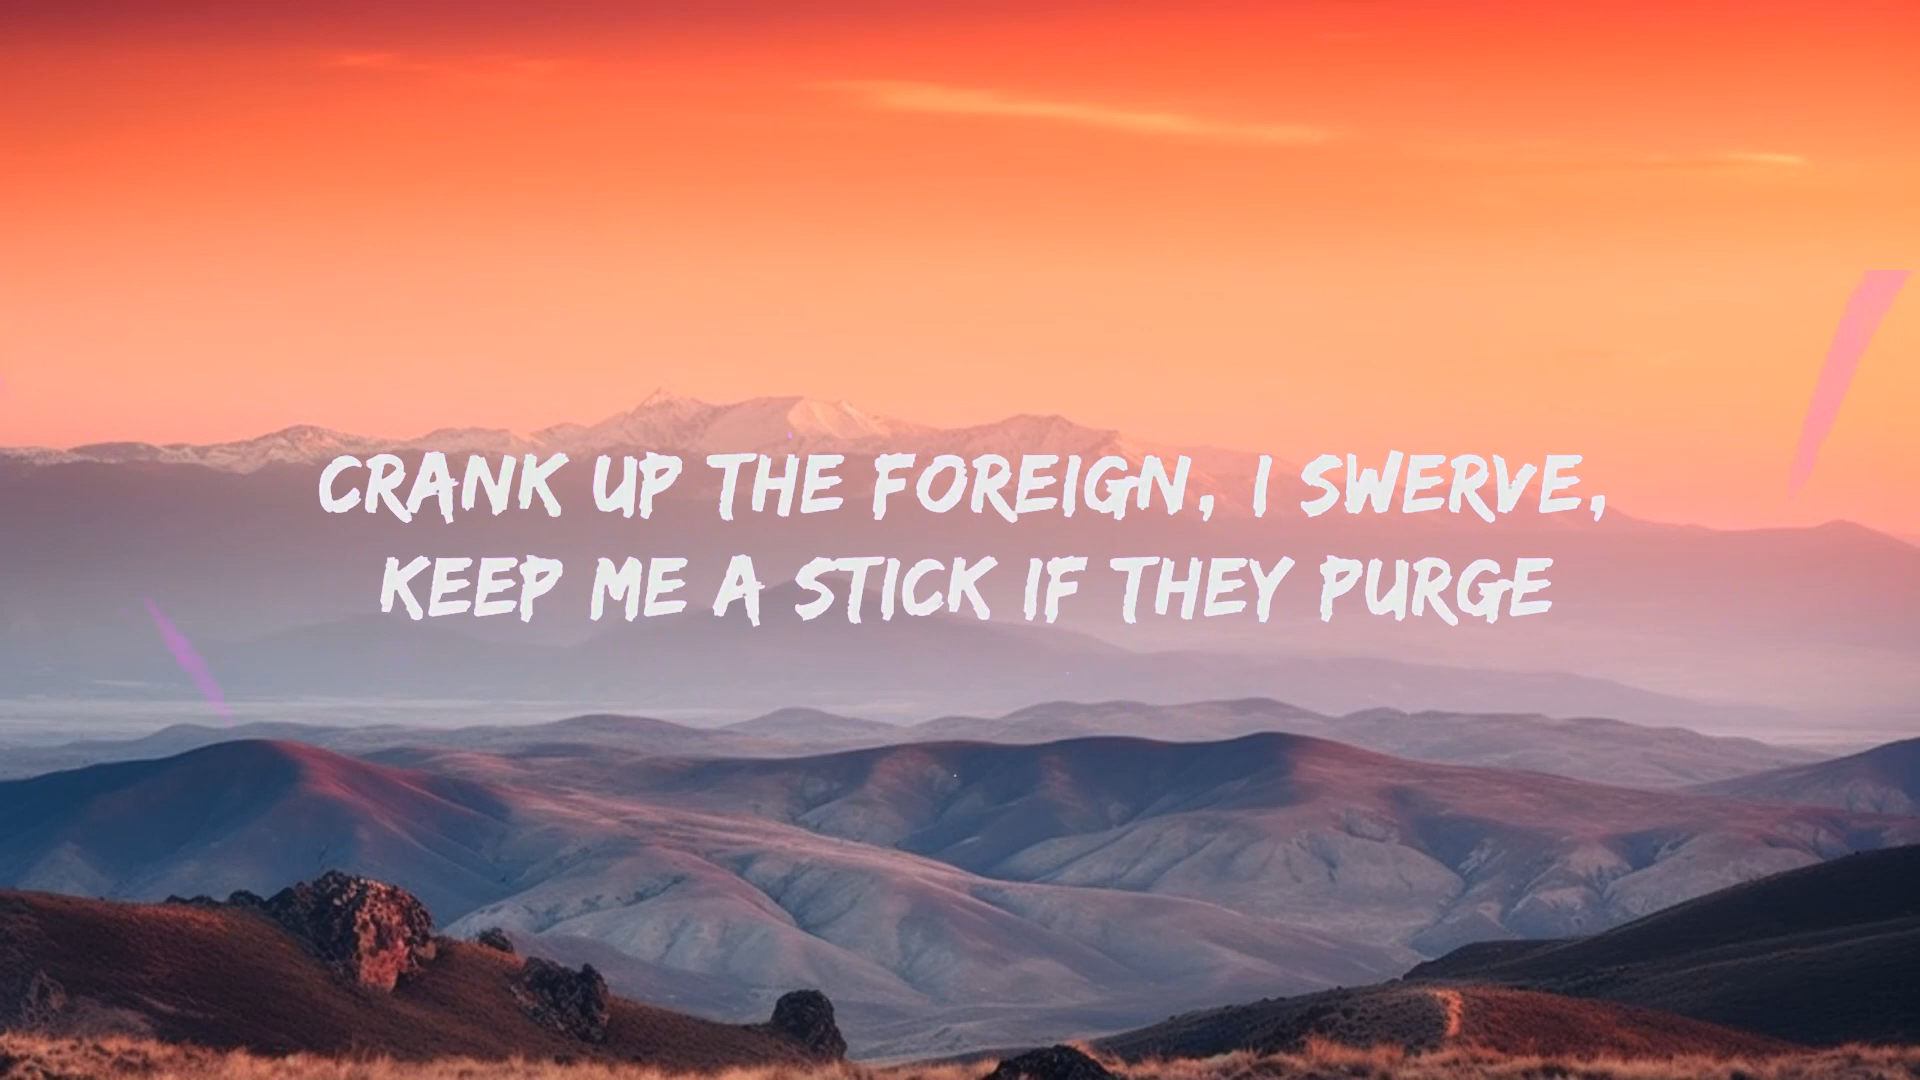 CRANK UP THE FOREIGN, I SWERVE,
KEEP ME A STICK IF THEY PURGE